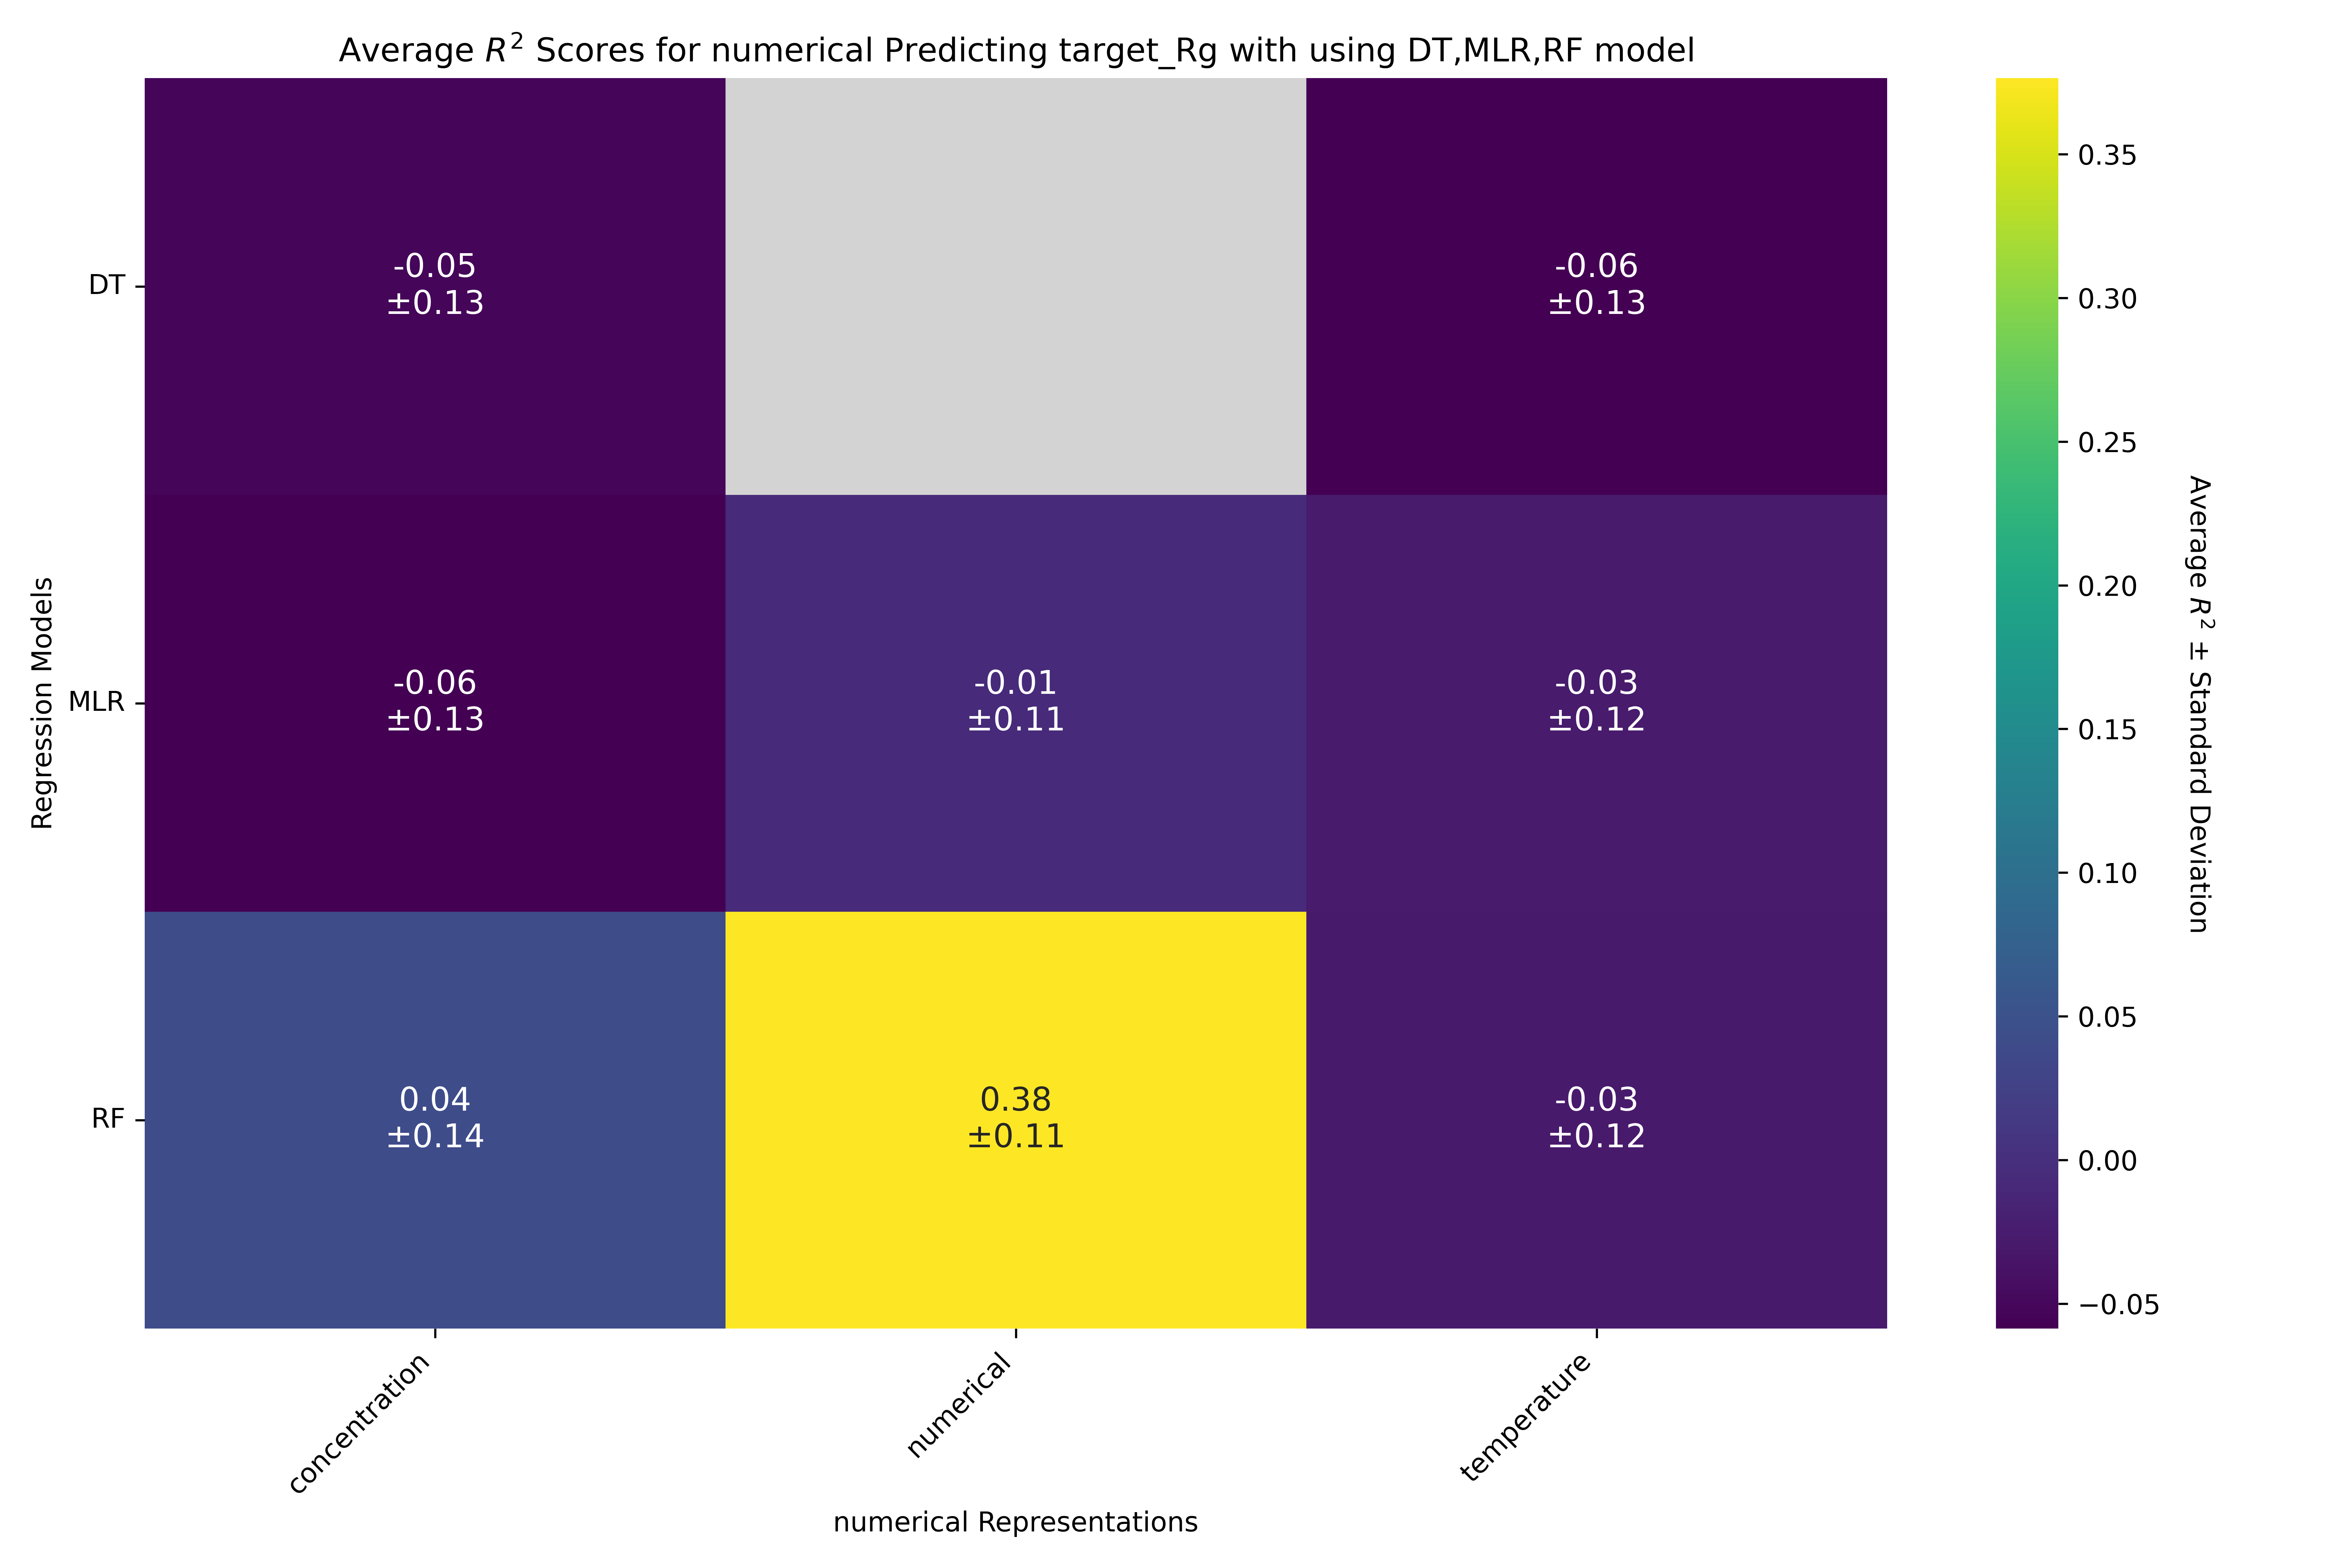 Average R² Scores for numerical Predicting target_Rg with using DT,MLR,RF model
Regression Models
DT
-0.05
±0.13
-0.06
±0.13
MLR
-0.06
±0.13
-0.01
±0.11
-0.03
±0.12
RF
0.04
±0.14
0.38
±0.11
-0.03
±0.12
concentration
numerical
temperature
numerical Representations
0.35
0.30
0.25
0.20
0.15
0.10
0.05
0.00
−0.05
Average R² ± Standard Deviation